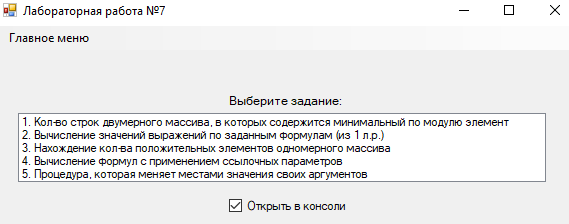 Лабораторная работа №7
Главное меню
Выберите задание:
1. Кол-во строк двумерного массива, в которых содержится минимальный по модулю элемент
2. Вычисление значений выражений по заданным формулам (из 1 л.р.)
3. Нахождение кол-ва положительных элементов одномерного массива
4. Вычисление формул с применением ссылочных параметров
5. Процедура, которая меняет местами значения своих аргументов
Открыть в консоли